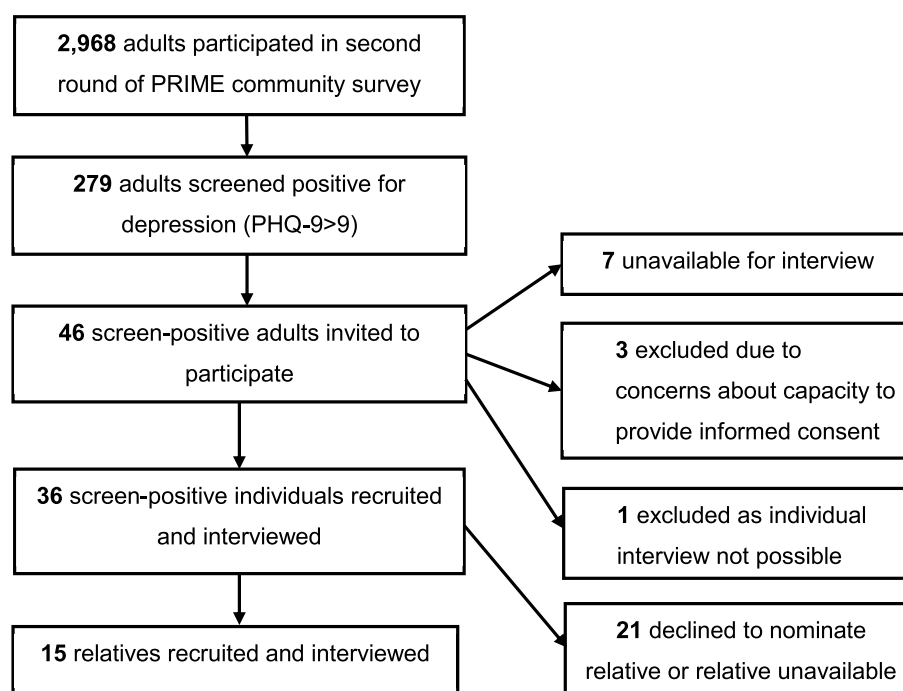 2,968 adults participated in second
round of PRIME community survey
279 adults screened positive for
depression (PHQ-9>9)
46 screen-positive adults invited to
participate
7 unavailable for interview
3 excluded due to
concerns about capacity to
provide informed consent
1 excluded as individual
interview not possible
36 screen-positive individuals recruited
and interviewed
21 declined to nominate
relative or relative unavailable
15 relatives recruited and interviewed